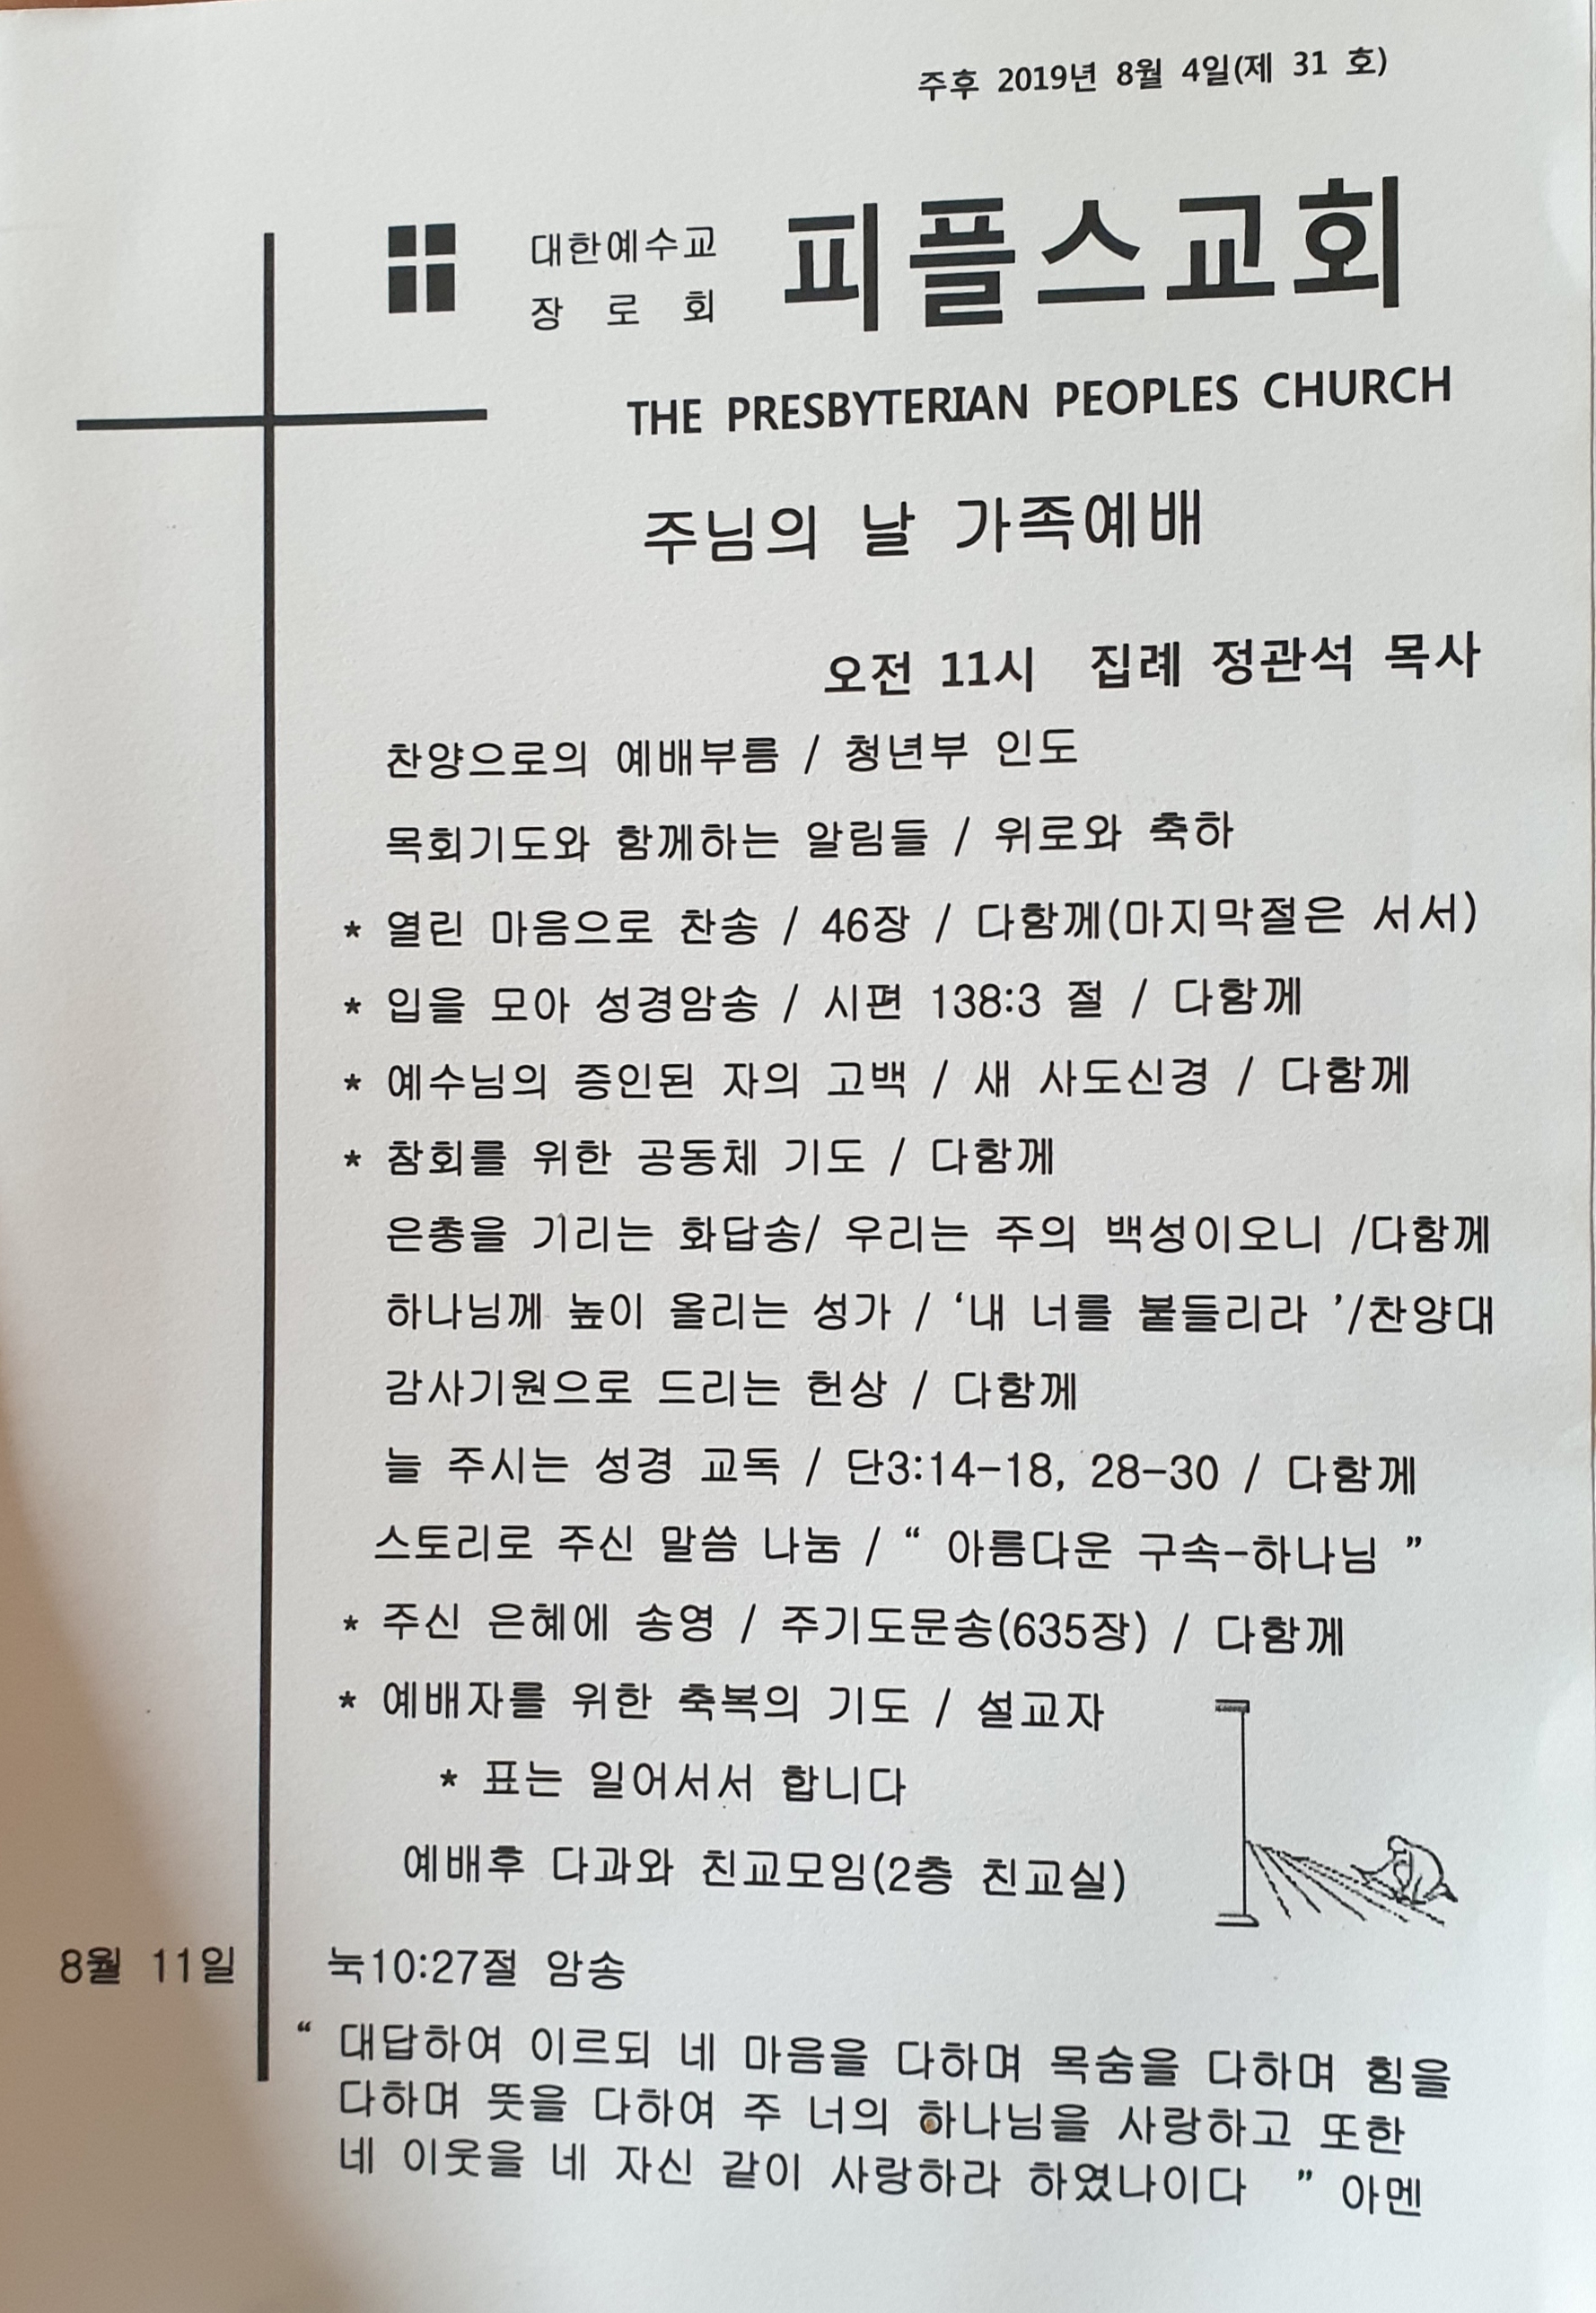 주후 2019년 8월 4일(제 31 호)
대한예수교
장 로 회
피플스교회
THE PRESBYTERIAN PEOPLES CHURCH
주님의 날 가족예배
오전 11시 집례 정관석 목사
찬양으로의 예배부름 / 청년부 인도
목회기도와 함께하는 알림들 / 위로와 축하
* 열린 마음으로 찬송 / 46장 / 다함께(마지막절은 서서)
* 입을 모아 성경암송 / 시편 138:3 절 / 다함께
* 예수님의 증인된 자의 고백 / 새 사도신경 / 다함께
* 참회를 위한 공동체 기도 / 다함께
은총을 기리는 화답송/ 우리는 주의 백성이오니 /다함께
하나님께 높이 올리는 성가 / ‘내 너를 붙들리라 ’/찬양대
감사기원으로 드리는 헌상 / 다함께
늘 주시는 성경 교독 / 단3:14-18, 28-30 / 다함께
스토리로 주신 말씀 나눔 / “ 아름다운 구속-하나님 ”
* 주신 은혜에 송영 / 주기도문송(635장) / 다함께
* 예배자를 위한 축복의 기도 / 설교자
* 표는 일어서서 합니다
예배후 다과와 친교모임(2층 친교실)
8월 11일 눅10:27절 암송
“ 대답하여 이르되 네 마음을 다하며 목숨을 다하며 힘을
다하며 뜻을 다하여 주 너의 하나님을 사랑하고 또한
네 이웃을 네 자신 같이 사랑하라 하였나이다 ” 아멘